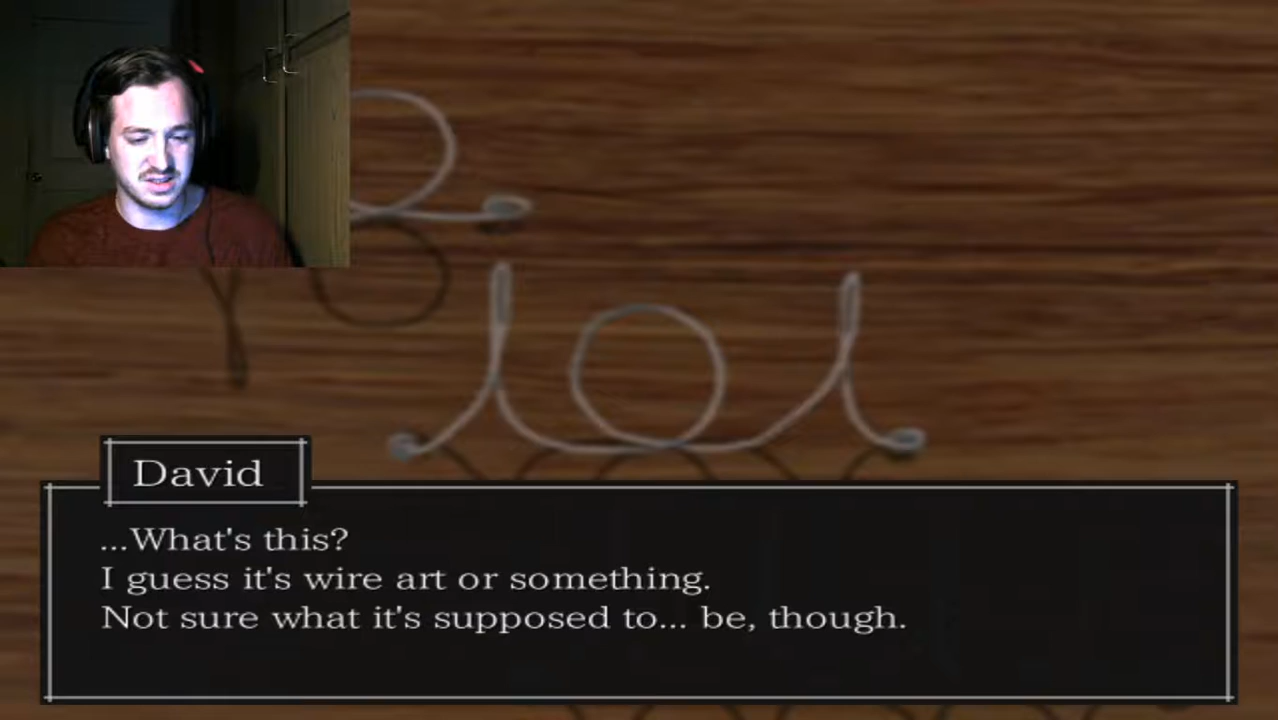 David
...What's this?
I guess it's wire art or something.
Not sure what it's supposed to... be, though.